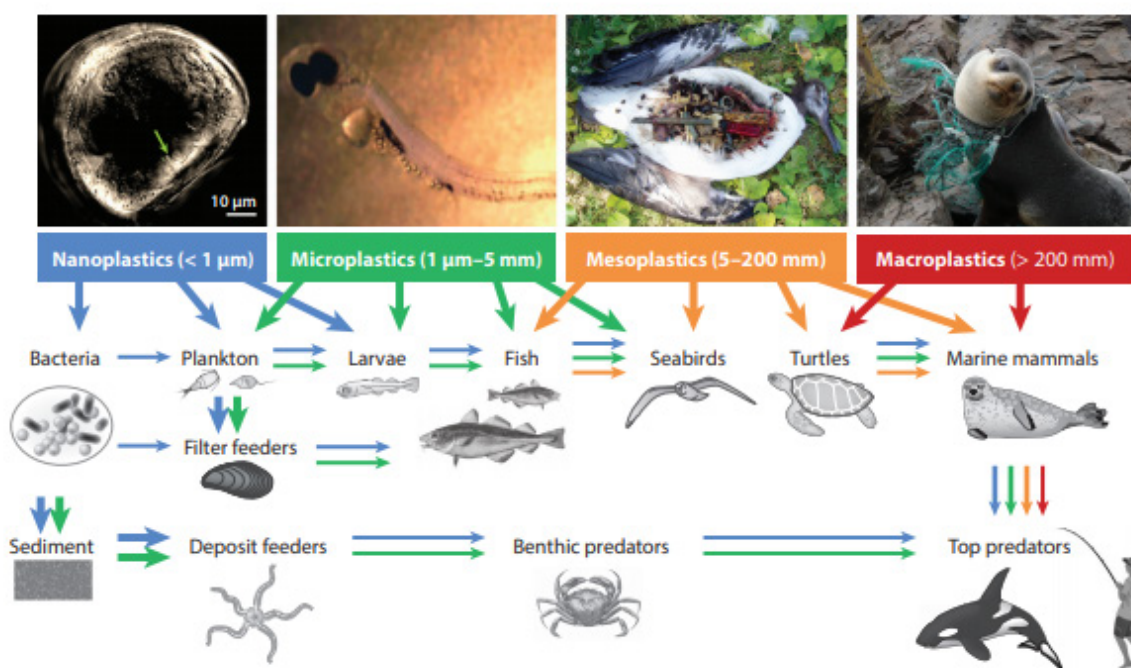 10 µm
Nanoplastics (< 1 µm)
Microplastics (1 µm–5 mm)
Mesoplastics (5–200 mm)
Macroplastics (> 200 mm)
Bacteria
Plankton
Larvae
Fish
Seabirds
Turtles
Marine mammals
Filter feeders
Sediment
Deposit feeders
Benthic predators
Top predators